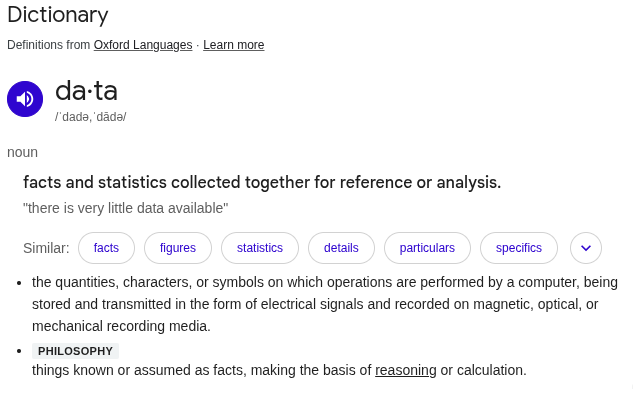 Dictionary
Definitions from Oxford Languages · Learn more
da·ta
/ˈdadə,ˈdādə/
noun
facts and statistics collected together for reference or analysis.
"there is very little data available"
Similar: facts figures statistics details particulars specifics
• the quantities, characters, or symbols on which operations are performed by a computer, being
stored and transmitted in the form of electrical signals and recorded on magnetic, optical, or
mechanical recording media.
• PHILOSOPHY
things known or assumed as facts, making the basis of reasoning or calculation.